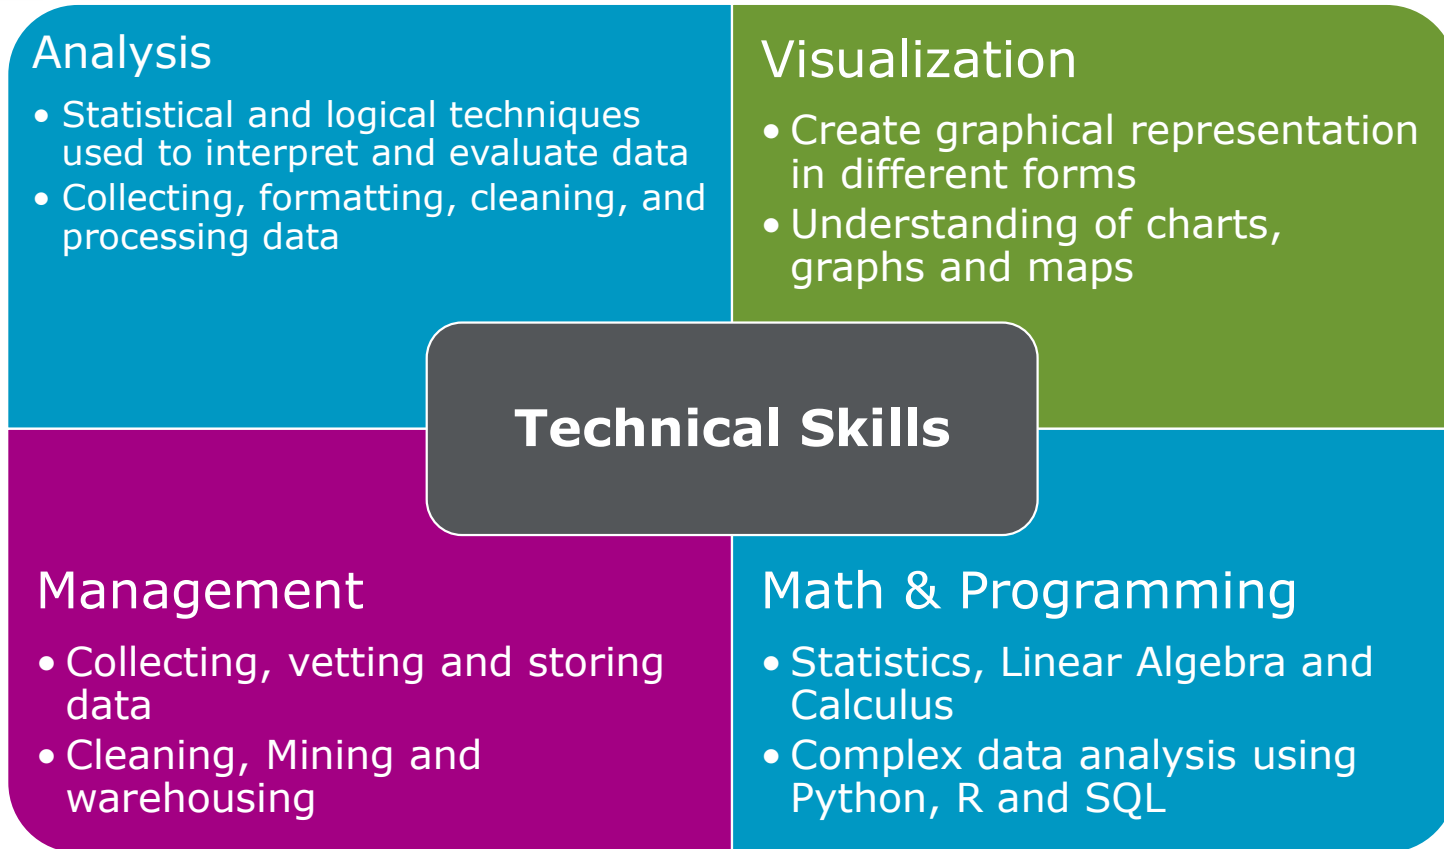 Analysis
• Statistical and logical techniques
used to interpret and evaluate data
• Collecting, formatting, cleaning, and
processing data
Visualization
• Create graphical representation
in different forms
• Understanding of charts,
graphs and maps
Technical Skills
Management
• Collecting, vetting and storing
data
• Cleaning, Mining and
warehousing
Math & Programming
• Statistics, Linear Algebra and
Calculus
• Complex data analysis using
Python, R and SQL